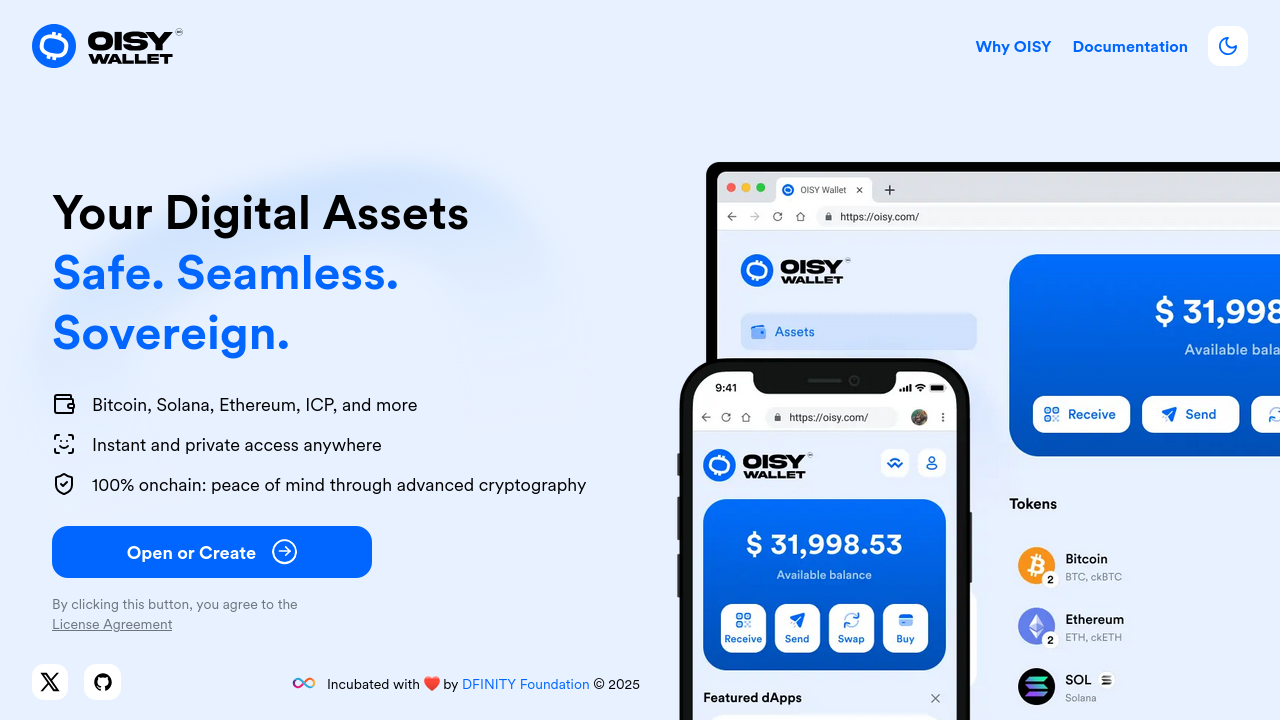 OISY
WALLET
Why OISY
Documentation
Your Digital Assets
Safe. Seamless.
Sovereign.
Bitcoin, Solana, Ethereum, ICP, and more
Instant and private access anywhere
100% onchain: peace of mind through advanced cryptography
Open or Create
By clicking this button, you agree to the
License Agreement
Incubated with ❤️ by DFINITY Foundation © 2025
OISY Wallet
https://oisy.com/
OISY
WALLET
Assets
$ 31,998
Available bala
Receive
Send
Tokens
Bitcoin
BTC, ckBTC
2
Ethereum
ETH, ckETH
2
SOL
Solana
9:41
https://oisy.com/
OISY
WALLET
$ 31,998.53
Available balance
Receive
Send
Swap
Buy
Featured dApps